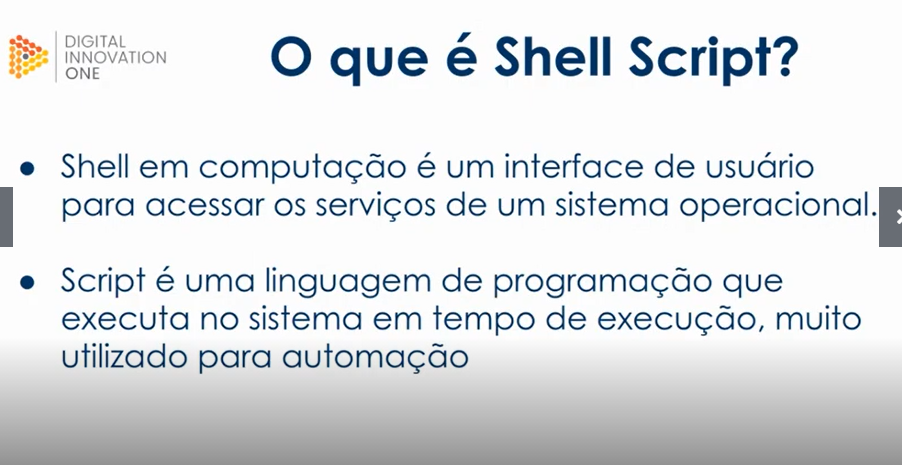 DIGITAL
INNOVATION
ONE
O que é Shell Script?
● Shell em computação é um interface de usuário
para acessar os serviços de um sistema operacional.
● Script é uma linguagem de programação que
executa no sistema em tempo de execução, muito
utilizado para automação